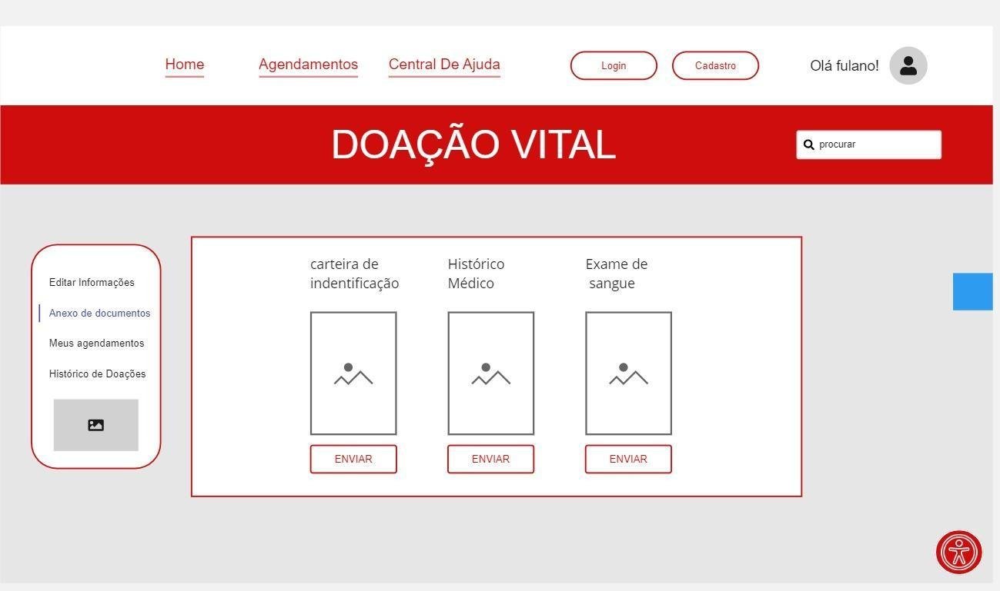 Home
Agendamentos
Central De Ajuda
Login
Cadastro
Olá fulano!
DOAÇÃO VITAL
procurar
Editar Informações
Anexo de documentos
Meus agendamentos
Histórico de Doações
carteira de
indentificação
Histórico
Médico
Exame de
sangue
ENVIAR
ENVIAR
ENVIAR